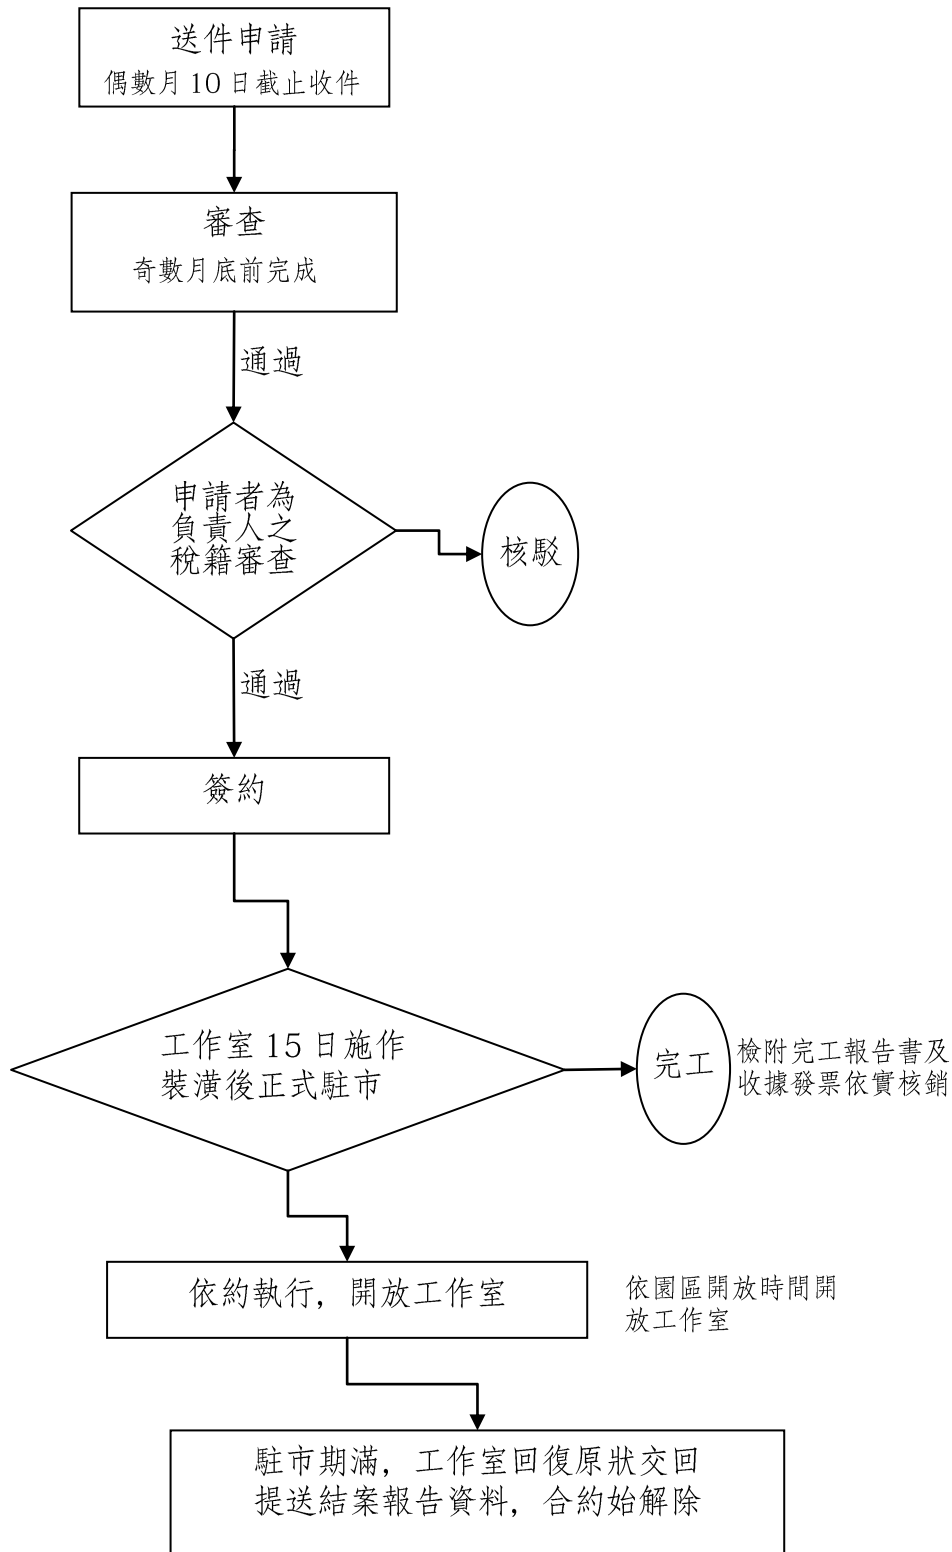 送件申請
偶數月 10 日截止收件
審查
奇數月底前完成
通過
申請者為
負責人之
稅籍審查
核駁
通過
簽約
工作室 15 日施作
裝潢後正式駐市
完工
檢附完工報告書及
收據發票依實核銷
依約執行，開放工作室
依園區開放時間開
放工作室
駐市期滿，工作室回復原狀交回
提送結案報告資料，合約始解除